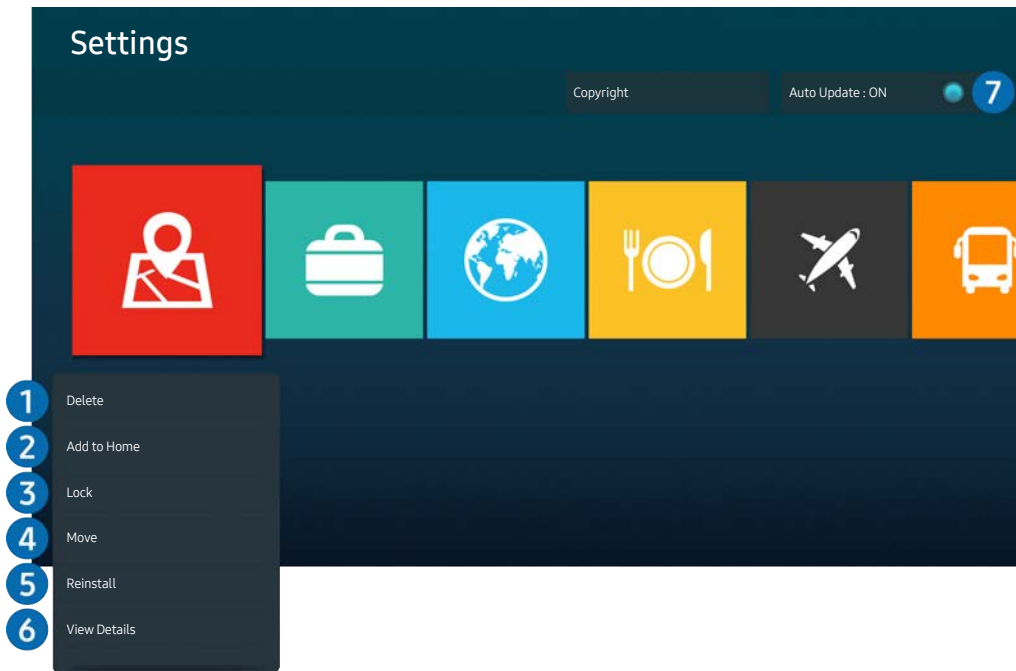 Settings
Copyright
Auto Update : ON
7
1
Delete
2
Add to Home
3
Lock
4
Move
5
Reinstall
6
View Details